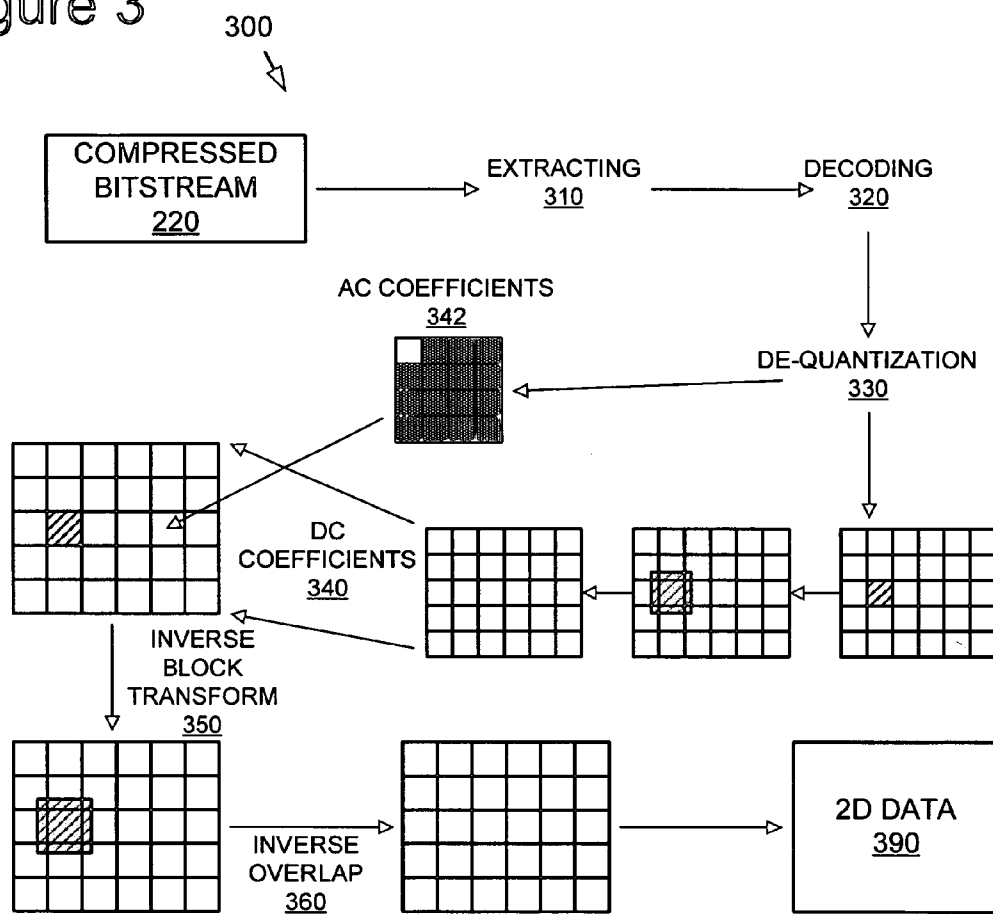 gure 3
300
COMPRESSED
BITSTREAM
220
EXTRACTING
310
DECODING
320
AC COEFFICIENTS
342
DE-QUANTIZATION
330
DC
COEFFICIENTS
340
INVERSE
BLOCK
TRANSFORM
350
INVERSE
OVERLAP
360
2D DATA
390